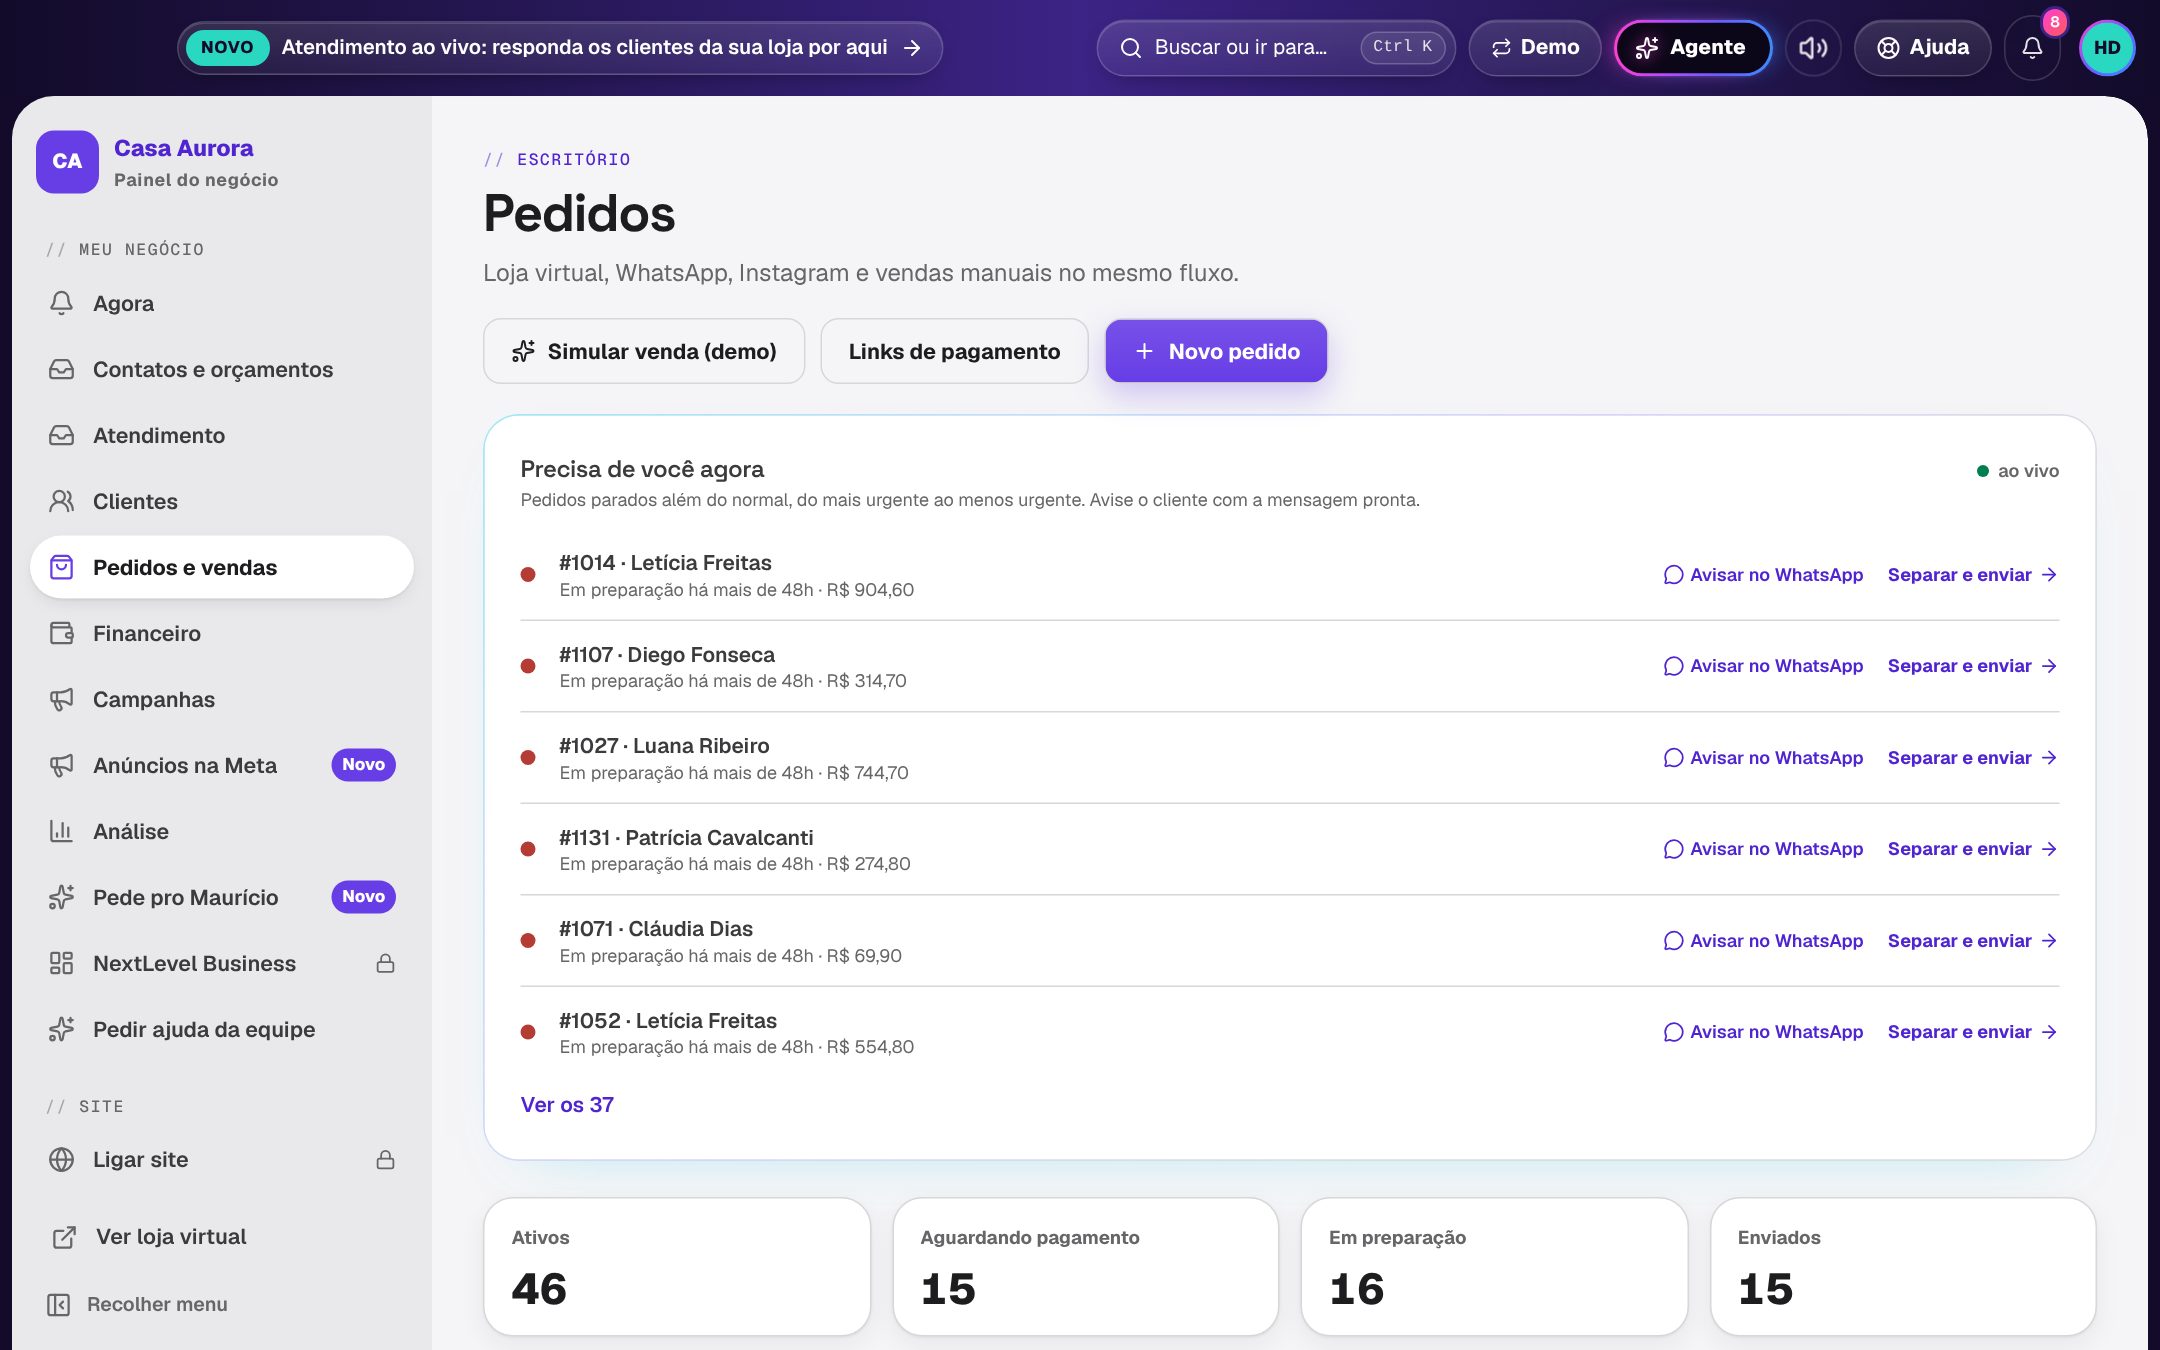 NOVO Atendimento ao vivo: responda os clientes da sua loja por aqui →
Buscar ou ir para... Ctrl K
Demo
Agente
Ajuda
8
HD
CA
Casa Aurora
Painel do negócio
// MEU NEGÓCIO
Agora
Contatos e orçamentos
Atendimento
Clientes
Pedidos e vendas
Financeiro
Campanhas
Anúncios na Meta Novo
Análise
Pede pro Maurício Novo
NextLevel Business
Pedir ajuda da equipe
// SITE
Ligar site
Ver loja virtual
Recolher menu
// ESCRITÓRIO
Pedidos
Loja virtual, WhatsApp, Instagram e vendas manuais no mesmo fluxo.
Simular venda (demo)
Links de pagamento
+ Novo pedido
Precisa de você agora
ao vivo
Pedidos parados além do normal, do mais urgente ao menos urgente. Avise o cliente com a mensagem pronta.
#1014 · Letícia Freitas
Em preparação há mais de 48h · R$ 904,60
Avisar no WhatsApp Separar e enviar →
#1107 · Diego Fonseca
Em preparação há mais de 48h · R$ 314,70
Avisar no WhatsApp Separar e enviar →
#1027 · Luana Ribeiro
Em preparação há mais de 48h · R$ 744,70
Avisar no WhatsApp Separar e enviar →
#1131 · Patrícia Cavalcanti
Em preparação há mais de 48h · R$ 274,80
Avisar no WhatsApp Separar e enviar →
#1071 · Cláudia Dias
Em preparação há mais de 48h · R$ 69,90
Avisar no WhatsApp Separar e enviar →
#1052 · Letícia Freitas
Em preparação há mais de 48h · R$ 554,80
Avisar no WhatsApp Separar e enviar →
Ver os 37
Ativos
46
Aguardando pagamento
15
Em preparação
16
Enviados
15